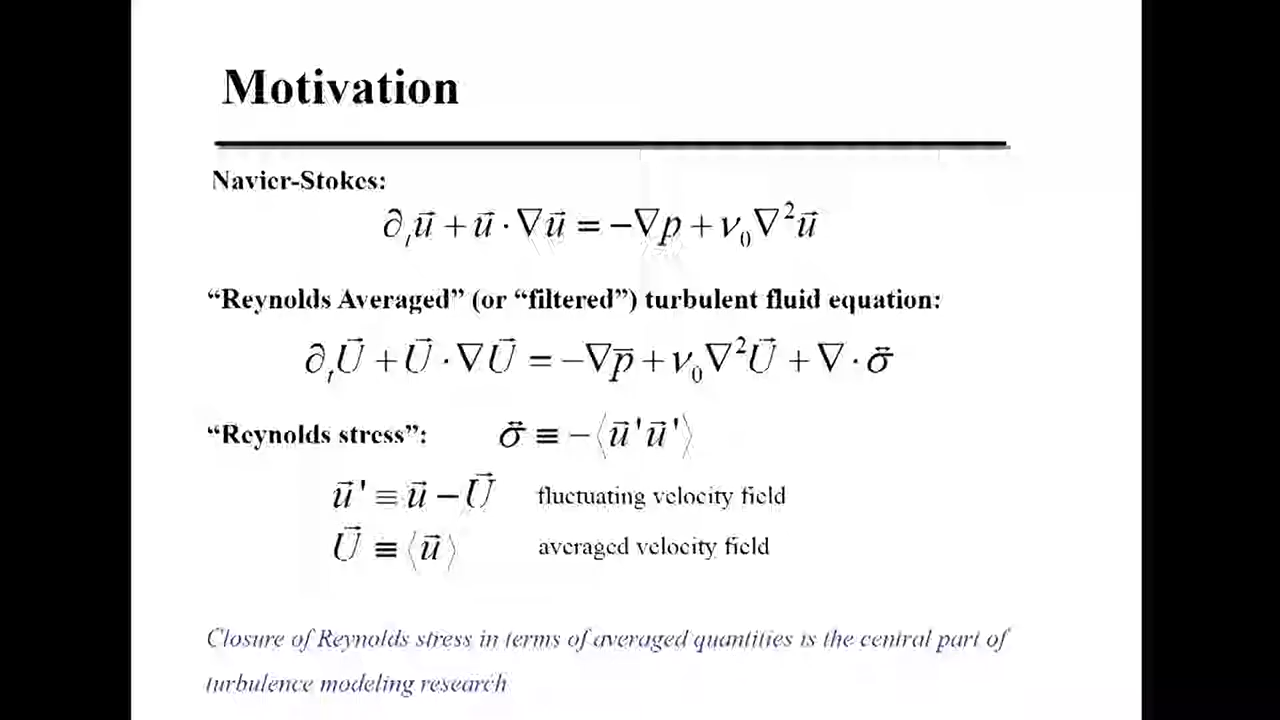 Motivation
Navier-Stokes:
∂ₜu⃗ + u⃗ · ∇u⃗ = −∇p + ν₀∇²u⃗
“Reynolds Averaged” (or “filtered”) turbulent fluid equation:
∂ₜU⃗ + U⃗ · ∇U⃗ = −∇p̅ + ν₀∇²U⃗ + ∇ · σ⃡
“Reynolds stress”: σ⃡ ≡ −⟨u⃗'u⃗'⟩
u⃗' ≡ u⃗ − U⃗ fluctuating velocity field
U⃗ ≡ ⟨u⃗⟩ averaged velocity field
Closure of Reynolds stress in terms of averaged quantities is the central part of
turbulence modeling research